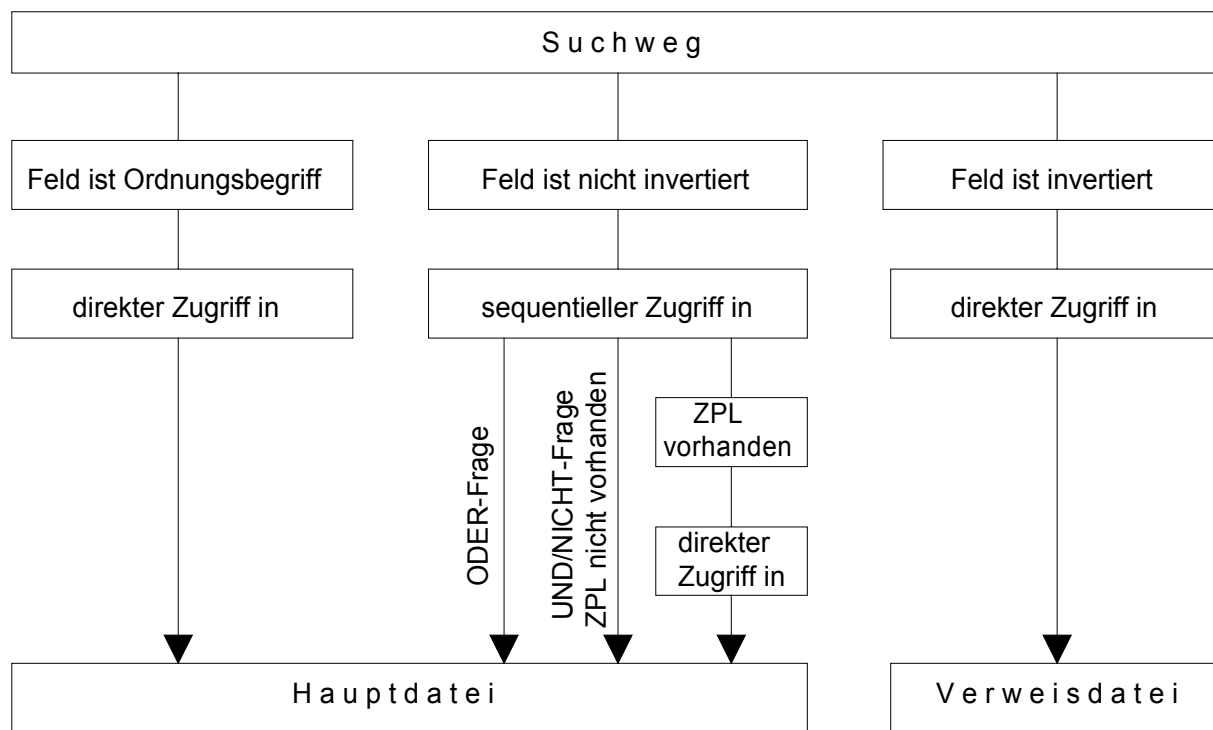 Suchweg
Feld ist Ordnungsbegriff
Feld ist nicht invertiert
Feld ist invertiert
direkter Zugriff in
sequentieller Zugriff in
direkter Zugriff in
ODER-Frage
UND/NICHT-Frage
ZPL nicht vorhanden
ZPL
vorhanden
direkter
Zugriff in
Hauptdatei
Verweisdatei